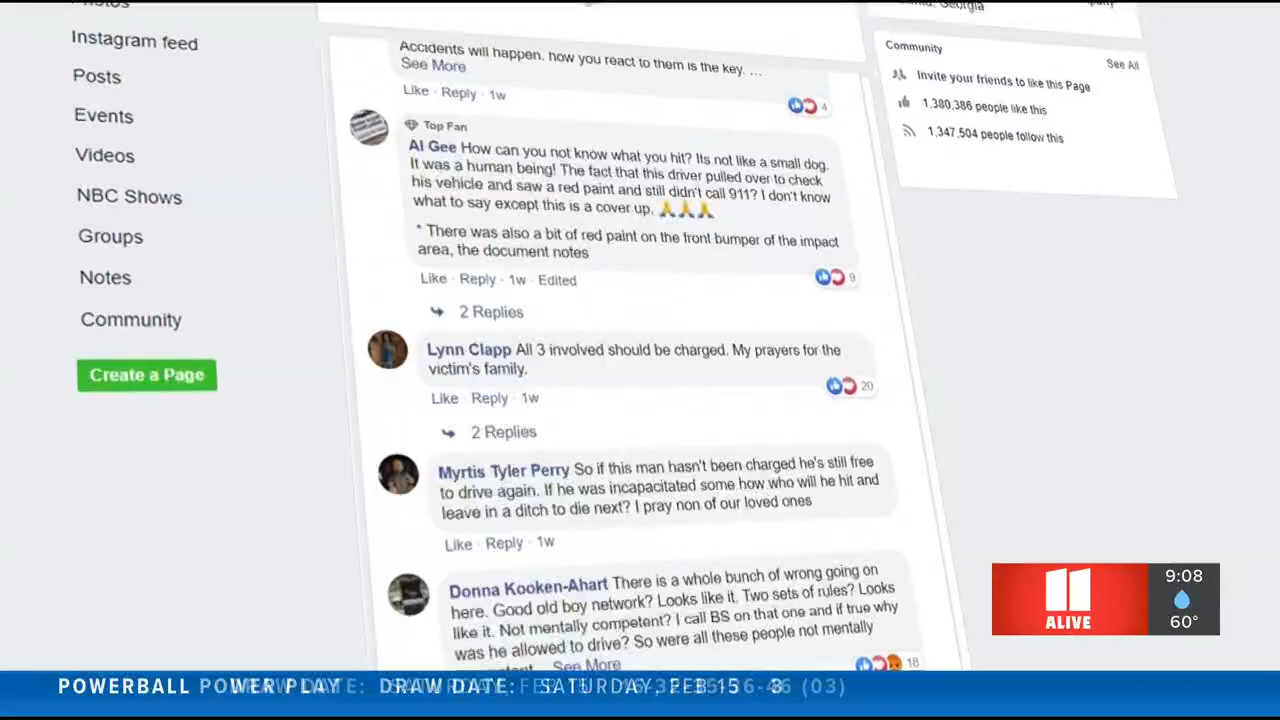 Instagram feed
Posts
Events
Videos
NBC Shows
Groups
Notes
Community
Create a Page
Accidents will happen. how you react to them is the key. ...
See More
Like · Reply · 1w
4
Top Fan
Al Gee How can you not know what you hit? Its not like a small dog.
It was a human being! The fact that this driver pulled over to check
his vehicle and saw a red paint and still didn't call 911? I don't know
what to say except this is a cover up. 🙏🙏🙏
* There was also a bit of red paint on the front bumper of the impact
area, the document notes
Like · Reply · 1w · Edited
9
2 Replies
Lynn Clapp All 3 involved should be charged. My prayers for the
victim's family.
20
Like · Reply · 1w
2 Replies
Myrtis Tyler Perry So if this man hasn't been charged he's still free
to drive again. If he was incapacitated some how who will he hit and
leave in a ditch to die next? I pray non of our loved ones
Like · Reply · 1w
Donna Kooken-Ahart There is a whole bunch of wrong going on
here. Good old boy network? Looks like it. Two sets of rules? Looks
like it. Not mentally competent? I call BS on that one and if true why
was he allowed to drive? So were all these people not mentally
See More
18
Georgia
Community
See All
Invite your friends to like this Page
1,380,386 people like this
1,347,504 people follow this
11
ALIVE
9:08
60°
POWERBALL POWER PLAY DRAW DATE: SATURDAY, FEB 15